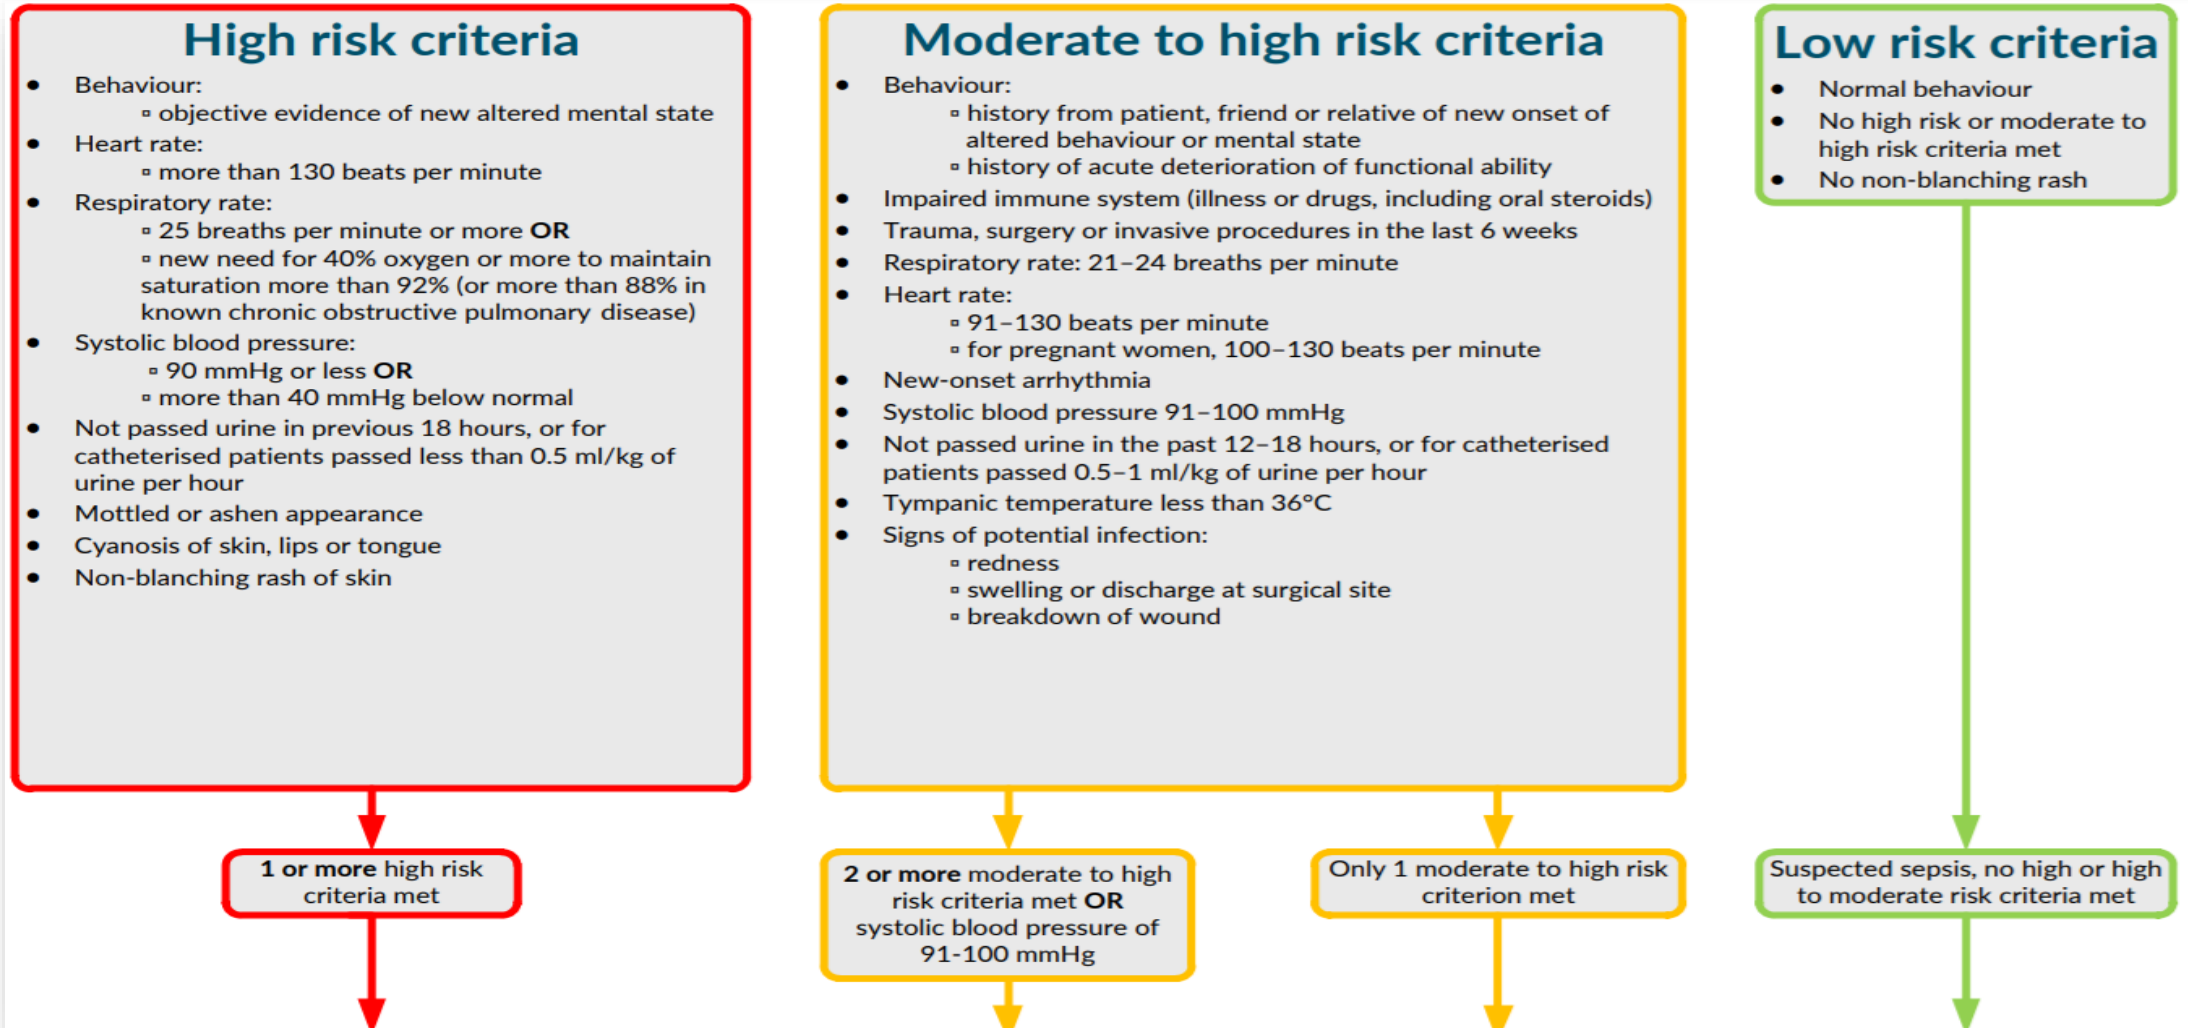 High risk criteria
● Behaviour:
▫ objective evidence of new altered mental state
● Heart rate:
▫ more than 130 beats per minute
● Respiratory rate:
▫ 25 breaths per minute or more OR
▫ new need for 40% oxygen or more to maintain
saturation more than 92% (or more than 88% in
known chronic obstructive pulmonary disease)
● Systolic blood pressure:
▫ 90 mmHg or less OR
▫ more than 40 mmHg below normal
● Not passed urine in previous 18 hours, or for
catheterised patients passed less than 0.5 ml/kg of
urine per hour
● Mottled or ashen appearance
● Cyanosis of skin, lips or tongue
● Non-blanching rash of skin
1 or more high risk
criteria met
Moderate to high risk criteria
● Behaviour:
▫ history from patient, friend or relative of new onset of
altered behaviour or mental state
▫ history of acute deterioration of functional ability
● Impaired immune system (illness or drugs, including oral steroids)
● Trauma, surgery or invasive procedures in the last 6 weeks
● Respiratory rate: 21–24 breaths per minute
● Heart rate:
▫ 91–130 beats per minute
▫ for pregnant women, 100–130 beats per minute
● New-onset arrhythmia
● Systolic blood pressure 91–100 mmHg
● Not passed urine in the past 12–18 hours, or for catheterised
patients passed 0.5–1 ml/kg of urine per hour
● Tympanic temperature less than 36°C
● Signs of potential infection:
▫ redness
▫ swelling or discharge at surgical site
▫ breakdown of wound
2 or more moderate to high
risk criteria met OR
systolic blood pressure of
91-100 mmHg
Only 1 moderate to high risk
criterion met
Low risk criteria
● Normal behaviour
● No high risk or moderate to
high risk criteria met
● No non-blanching rash
Suspected sepsis, no high or high
to moderate risk criteria met